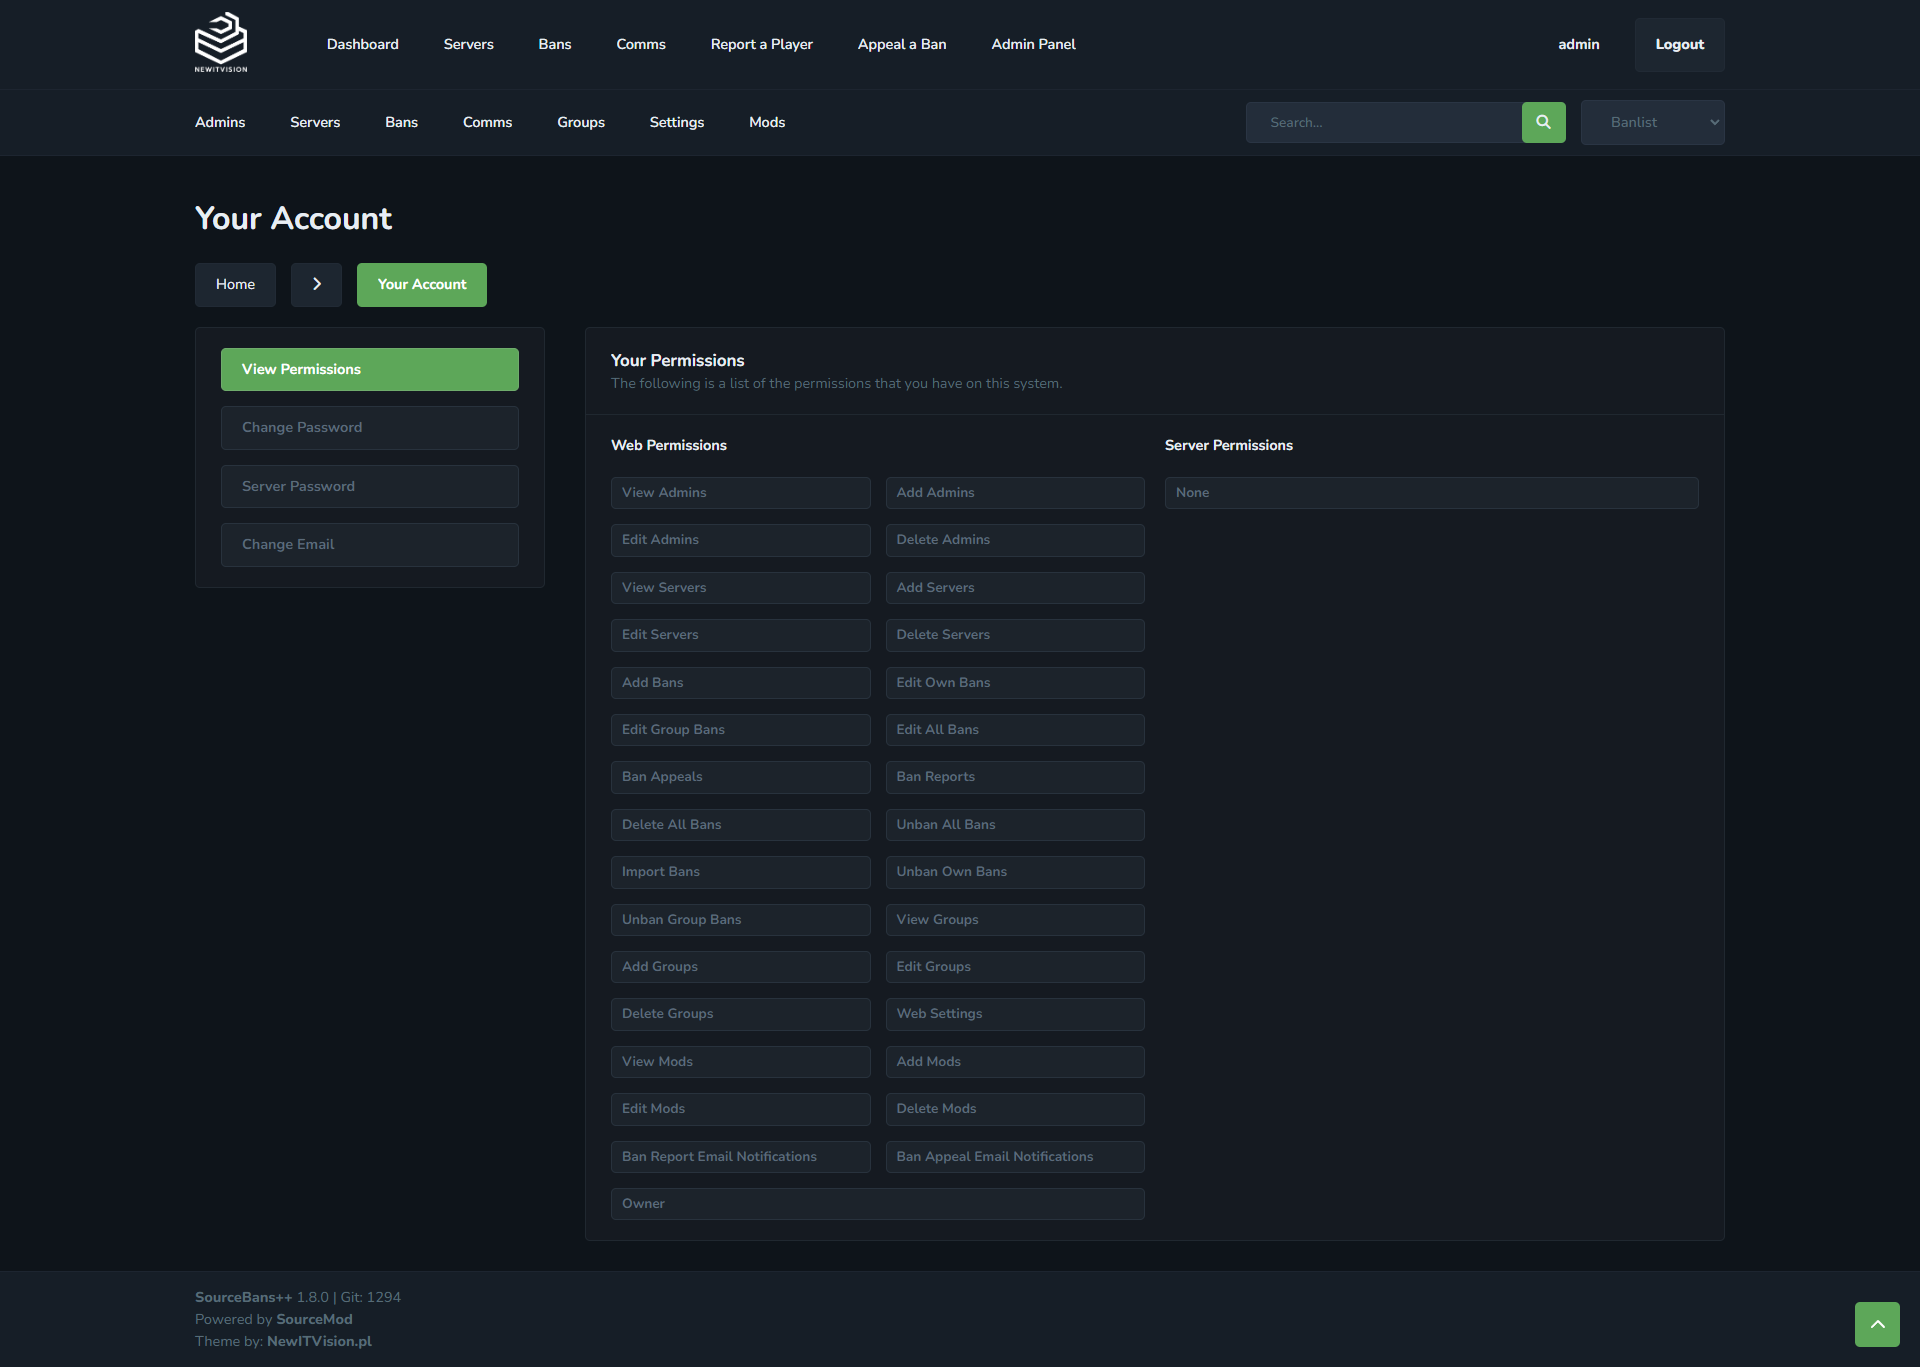 NEWITVISION
Dashboard Servers Bans Comms Report a Player Appeal a Ban Admin Panel admin Logout
Admins Servers Bans Comms Groups Settings Mods Search... Banlist
Your Account
Home Your Account
View Permissions
Change Password
Server Password
Change Email
Your Permissions
The following is a list of the permissions that you have on this system.
Web Permissions Server Permissions
View Admins Add Admins None
Edit Admins Delete Admins
View Servers Add Servers
Edit Servers Delete Servers
Add Bans Edit Own Bans
Edit Group Bans Edit All Bans
Ban Appeals Ban Reports
Delete All Bans Unban All Bans
Import Bans Unban Own Bans
Unban Group Bans View Groups
Add Groups Edit Groups
Delete Groups Web Settings
View Mods Add Mods
Edit Mods Delete Mods
Ban Report Email Notifications Ban Appeal Email Notifications
Owner
SourceBans++ 1.8.0 | Git: 1294
Powered by SourceMod
Theme by: NewITVision.pl